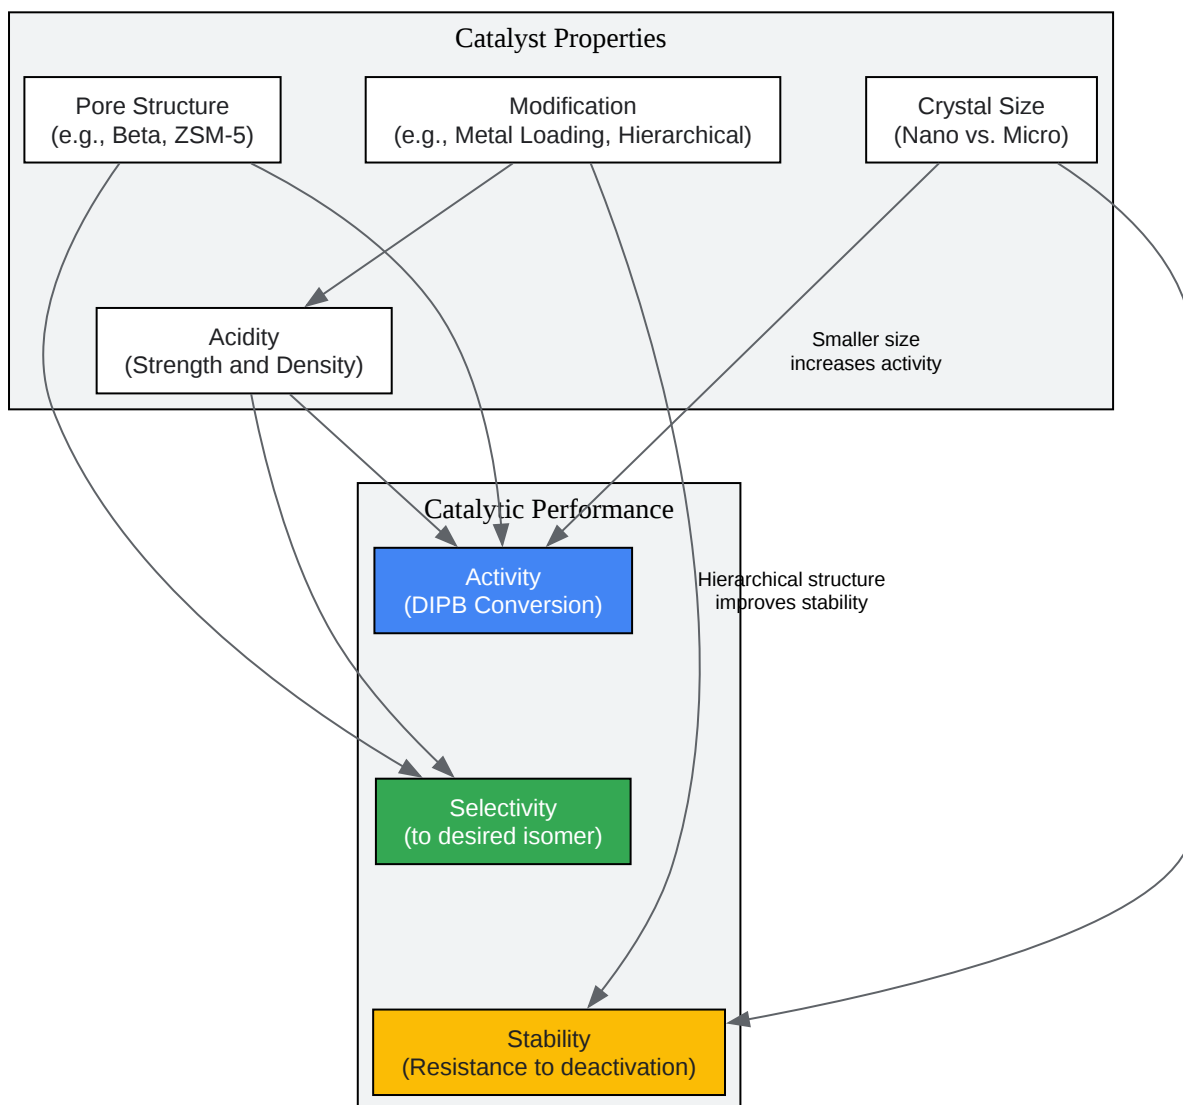 Catalyst Properties
Pore Structure
(e.g., Beta, ZSM-5)
Modification
(e.g., Metal Loading, Hierarchical)
Crystal Size
(Nano vs. Micro)
Acidity
(Strength and Density)
Smaller size
increases activity
Catalytic Performance
Activity
(DIPB Conversion)
Hierarchical structure
improves stability
Selectivity
(to desired isomer)
Stability
(Resistance to deactivation)